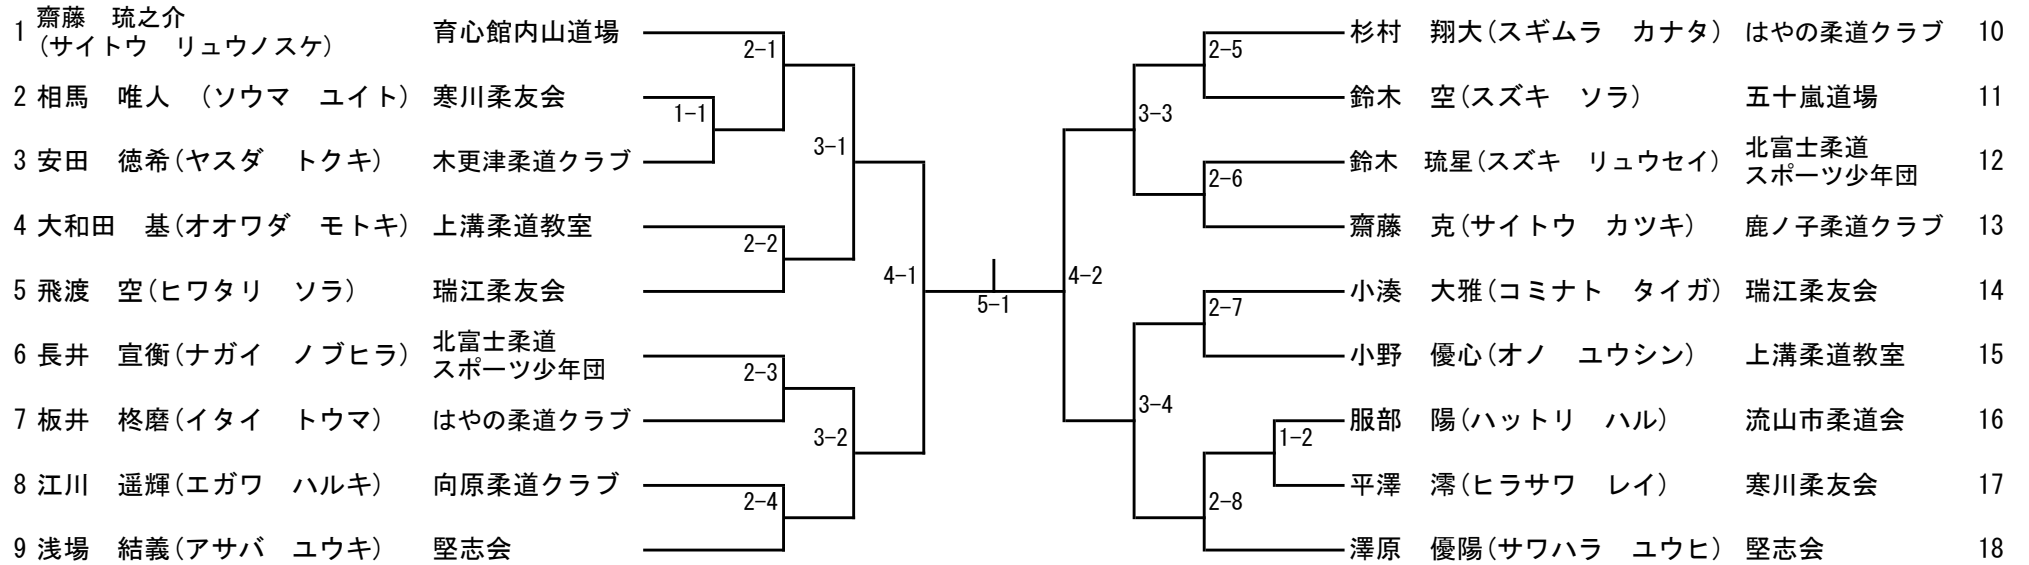 1 齋藤　琉之介
(サイトウ　リュウノスケ) 育心館内山道場
2 相馬　唯人　(ソウマ　ユイト) 寒川柔友会
3 安田　徳希(ヤスダ　トクキ) 木更津柔道クラブ
4 大和田　基(オオワダ　モトキ) 上溝柔道教室
5 飛渡　空(ヒワタリ　ソラ) 瑞江柔友会
6 長井　宣衡(ナガイ　ノブヒラ) 北富士柔道
スポーツ少年団
7 板井　柊磨(イタイ　トウマ) はやの柔道クラブ
8 江川　遥輝(エガワ　ハルキ) 向原柔道クラブ
9 浅場　結義(アサバ　ユウキ) 堅志会
2-1
1-1
3-1
2-2
4-1
2-3
3-2
2-4
5-1
2-5
3-3
2-6
4-2
2-7
3-4
1-2
2-8
杉村　翔大(スギムラ　カナタ) はやの柔道クラブ 10
鈴木　空(スズキ　ソラ) 五十嵐道場 11
鈴木　琉星(スズキ　リュウセイ) 北富士柔道
スポーツ少年団 12
齋藤　克(サイトウ　カツキ) 鹿ノ子柔道クラブ 13
小湊　大雅(コミナト　タイガ) 瑞江柔友会 14
小野　優心(オノ　ユウシン) 上溝柔道教室 15
服部　陽(ハットリ　ハル) 流山市柔道会 16
平澤　澪(ヒラサワ　レイ) 寒川柔友会 17
澤原　優陽(サワハラ　ユウヒ) 堅志会 18